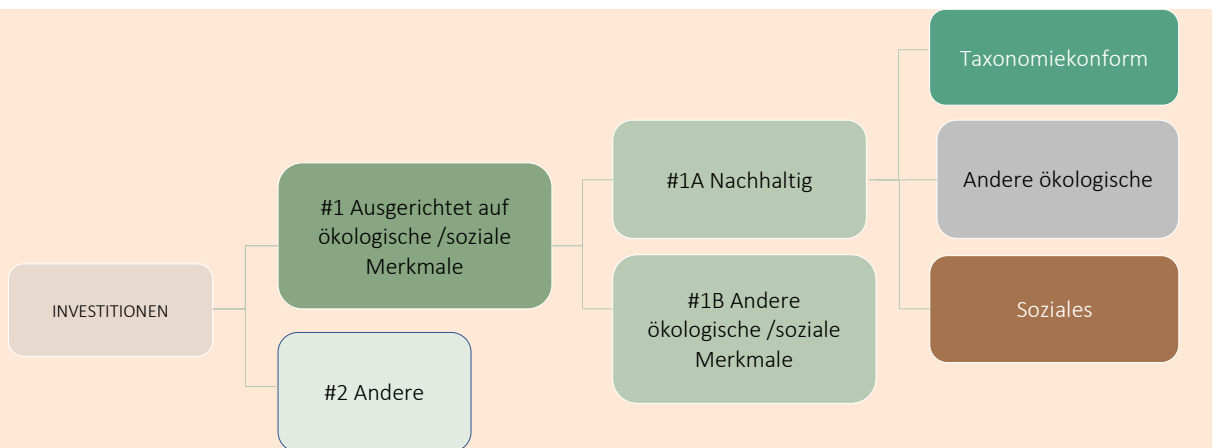 INVESTITIONEN
#1 Ausgerichtet auf
ökologische /soziale
Merkmale
#2 Andere
#1A Nachhaltig
#1B Andere
ökologische /soziale
Merkmale
Taxonomiekonform
Andere ökologische
Soziales